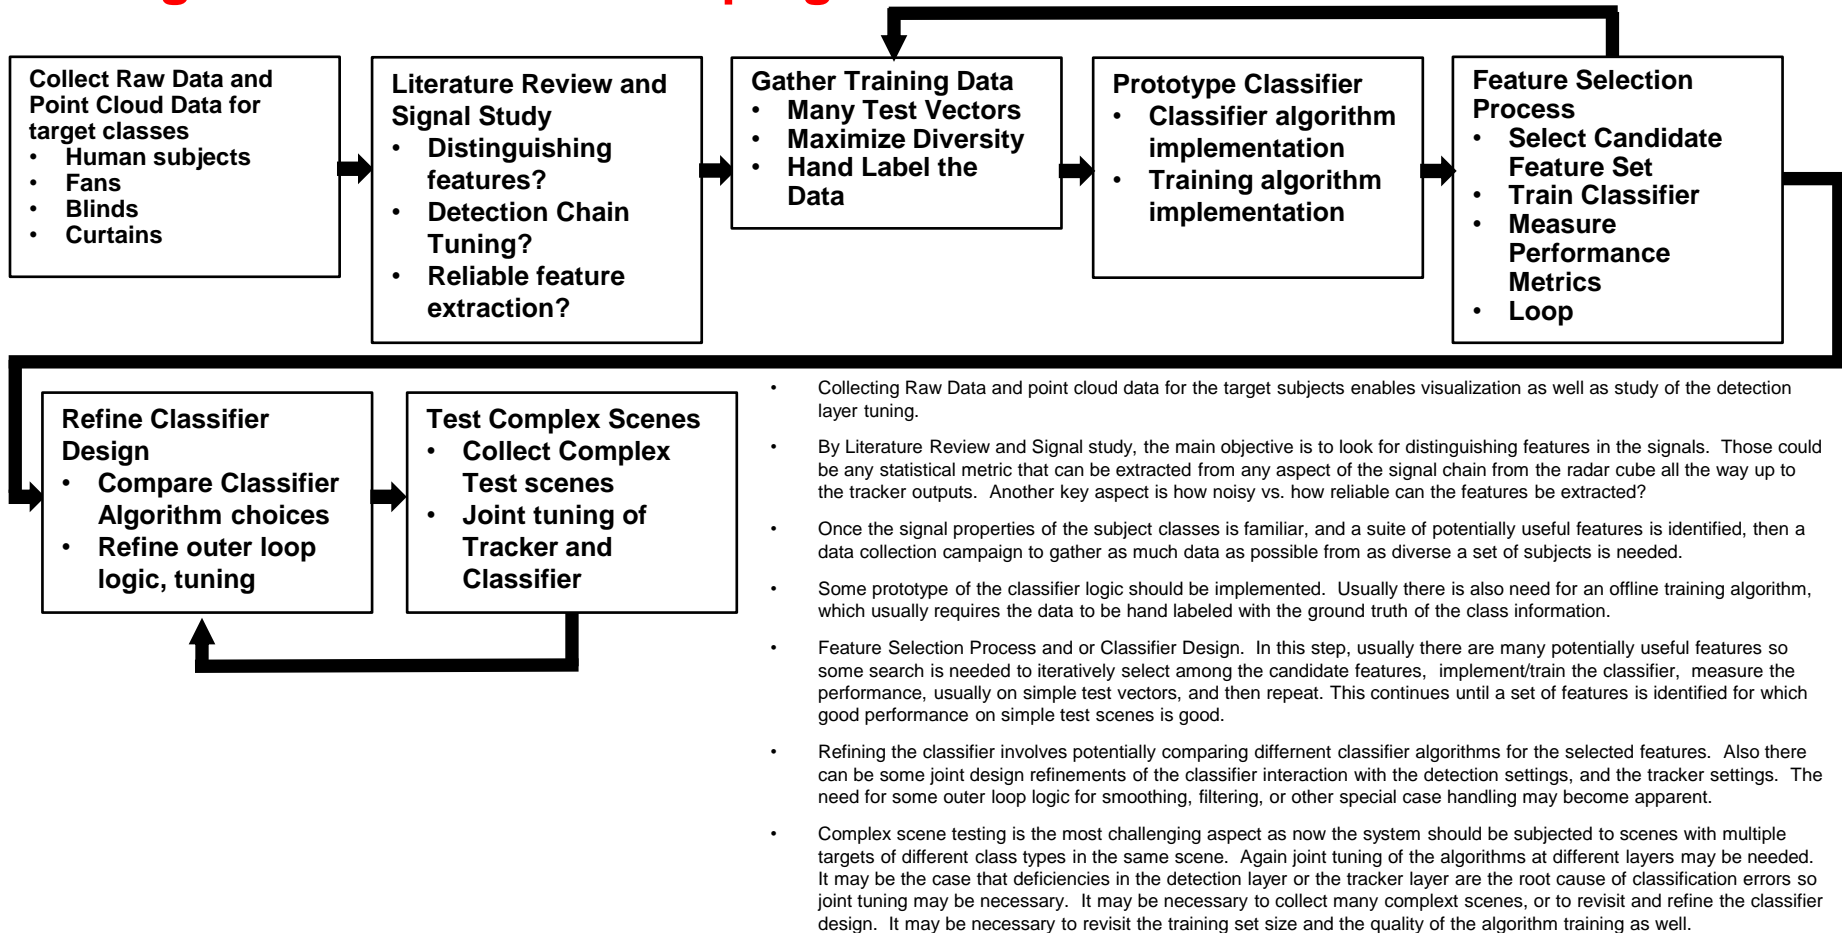 Collect Raw Data and
Point Cloud Data for
target classes
• Human subjects
• Fans
• Blinds
• Curtains
Literature Review and
Signal Study
• Distinguishing
features?
• Detection Chain
Tuning?
• Reliable feature
extraction?
Gather Training Data
• Many Test Vectors
• Maximize Diversity
• Hand Label the
Data
Prototype Classifier
• Classifier algorithm
implementation
• Training algorithm
implementation
Feature Selection
Process
• Select Candidate
Feature Set
• Train Classifier
• Measure
Performance
Metrics
• Loop
Refine Classifier
Design
• Compare Classifier
Algorithm choices
• Refine outer loop
logic, tuning
Test Complex Scenes
• Collect Complex
Test scenes
• Joint tuning of
Tracker and
Classifier
• Collecting Raw Data and point cloud data for the target subjects enables visualization as well as study of the detection
layer tuning.
• By Literature Review and Signal study, the main objective is to look for distinguishing features in the signals. Those could
be any statistical metric that can be extracted from any aspect of the signal chain from the radar cube all the way up to
the tracker outputs. Another key aspect is how noisy vs. how reliable can the features be extracted?
• Once the signal properties of the subject classes is familiar, and a suite of potentially useful features is identified, then a
data collection campaign to gather as much data as possible from as diverse a set of subjects is needed.
• Some prototype of the classifier logic should be implemented. Usually there is also need for an offline training algorithm,
which usually requires the data to be hand labeled with the ground truth of the class information.
• Feature Selection Process and or Classifier Design. In this step, usually there are many potentially useful features so
some search is needed to iteratively select among the candidate features, implement/train the classifier, measure the
performance, usually on simple test vectors, and then repeat. This continues until a set of features is identified for which
good performance on simple test scenes is good.
• Refining the classifier involves potentially comparing differnent classifier algorithms for the selected features. Also there
can be some joint design refinements of the classifier interaction with the detection settings, and the tracker settings. The
need for some outer loop logic for smoothing, filtering, or other special case handling may become apparent.
• Complex scene testing is the most challenging aspect as now the system should be subjected to scenes with multiple
targets of different class types in the same scene. Again joint tuning of the algorithms at different layers may be needed.
It may be the case that deficiencies in the detection layer or the tracker layer are the root cause of classification errors so
joint tuning may be necessary. It may be necessary to collect many complext scenes, or to revisit and refine the classifier
design. It may be necessary to revisit the training set size and the quality of the algorithm training as well.